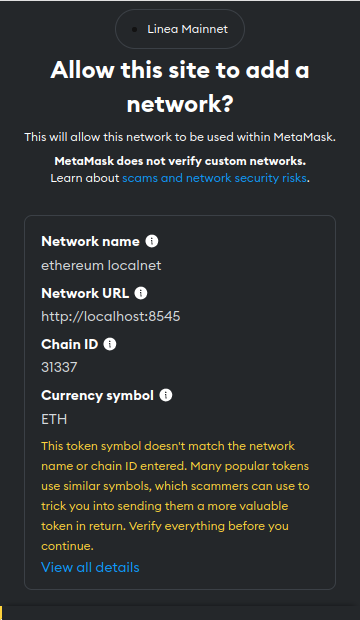 Linea Mainnet
Allow this site to add a
network?
This will allow this network to be used within MetaMask.
MetaMask does not verify custom networks.
Learn about scams and network security risks.
Network name
ethereum localnet
Network URL
http://localhost:8545
Chain ID
31337
Currency symbol
ETH
This token symbol doesn't match the network
name or chain ID entered. Many popular tokens
use similar symbols, which scammers can use to
trick you into sending them a more valuable
token in return. Verify everything before you
continue.
View all details